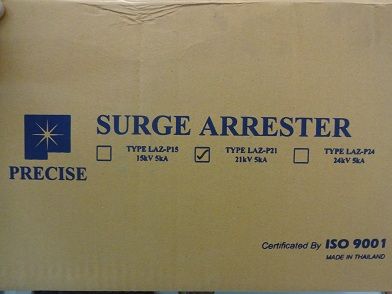 SURGE ARRESTER
TYPE LAZ-P15
15kV 5kA
TYPE LAZ-P21
21kV 5kA
TYPE LAZ-P24
24kV 5kA
PRECISE
Certificated By ISO 9001
MADE IN THAILAND